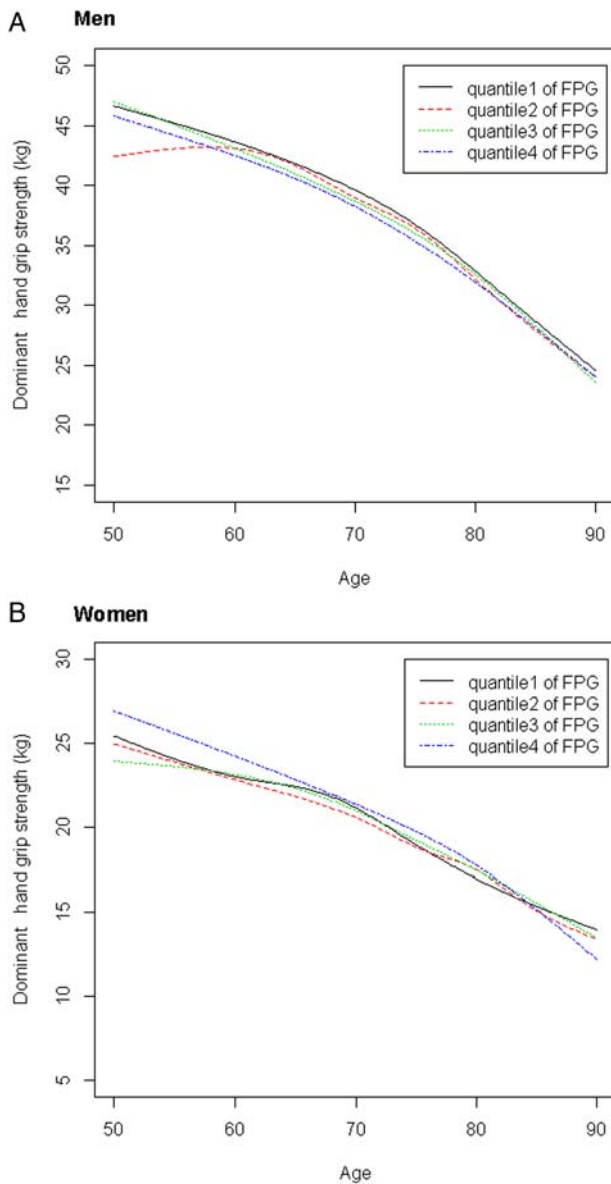 A
Men
quantile1 of FPG
quantile2 of FPG
quantile3 of FPG
quantile4 of FPG
Dominant hand grip strength (kg)
50
45
40
35
30
25
20
15
50 60 70 80 90
Age
B
Women
quantile1 of FPG
quantile2 of FPG
quantile3 of FPG
quantile4 of FPG
Dominant hand grip strength (kg)
30
25
20
15
10
5
50 60 70 80 90
Age